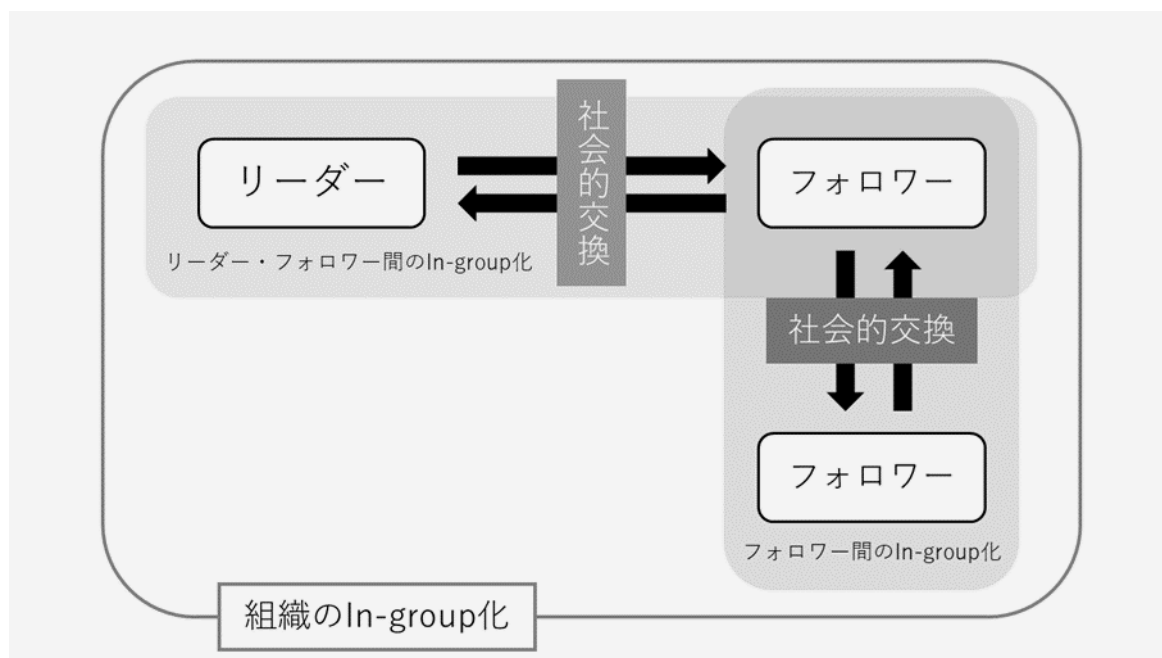 リーダー
社会的交換
フォロワー
リーダー・フォロワー間のIn-group化
社会的交換
フォロワー
フォロワー間のIn-group化
組織のIn-group化